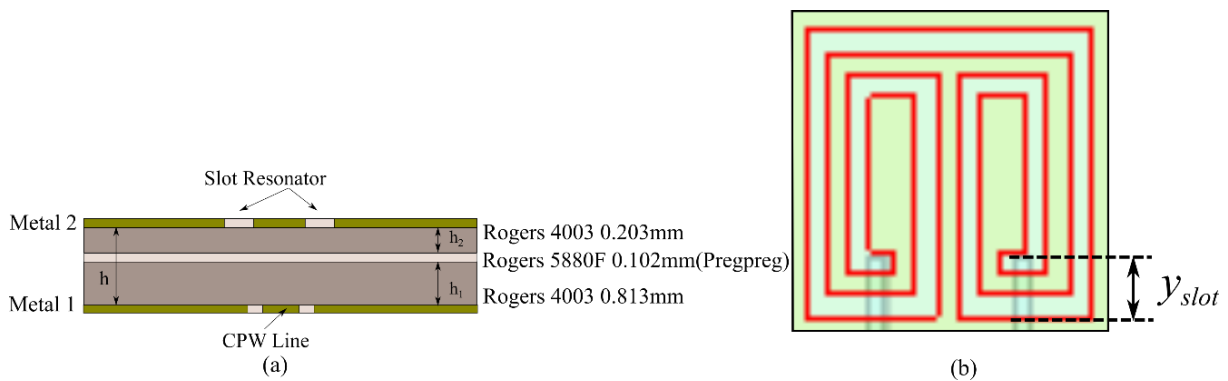 Slot Resonator
Metal 2
h₂
Rogers 4003 0.203mm
Rogers 5880F 0.102mm(Pregpreg)
h
h₁
Rogers 4003 0.813mm
Metal 1
CPW Line
(a)
y_slot
(b)